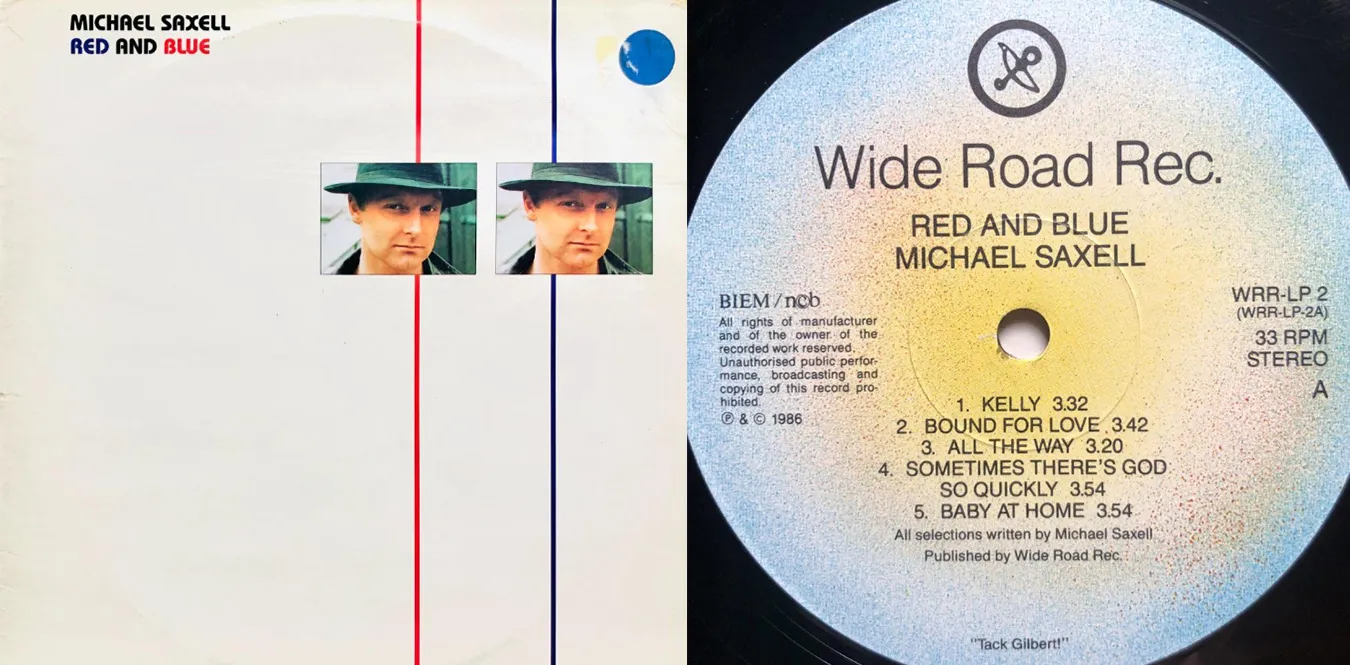 MICHAEL SAXELL
RED AND BLUE
Wide Road Rec.
RED AND BLUE
MICHAEL SAXELL
BIEM/ncb
All rights of manufacturer
and of the owner of the
recorded work reserved.
Unauthorised public perfor-
mance, broadcasting and
copying of this record pro-
hibited.
℗ & © 1986
WRR-LP 2
(WRR-LP-2A)
33 RPM
STEREO
A
1. KELLY 3.32
2. BOUND FOR LOVE 3.42
3. ALL THE WAY 3.20
4. SOMETIMES THERE'S GOD
SO QUICKLY 3.54
5. BABY AT HOME 3.54
All selections written by Michael Saxell
Published by Wide Road Rec.
"Tack Gilbert!"